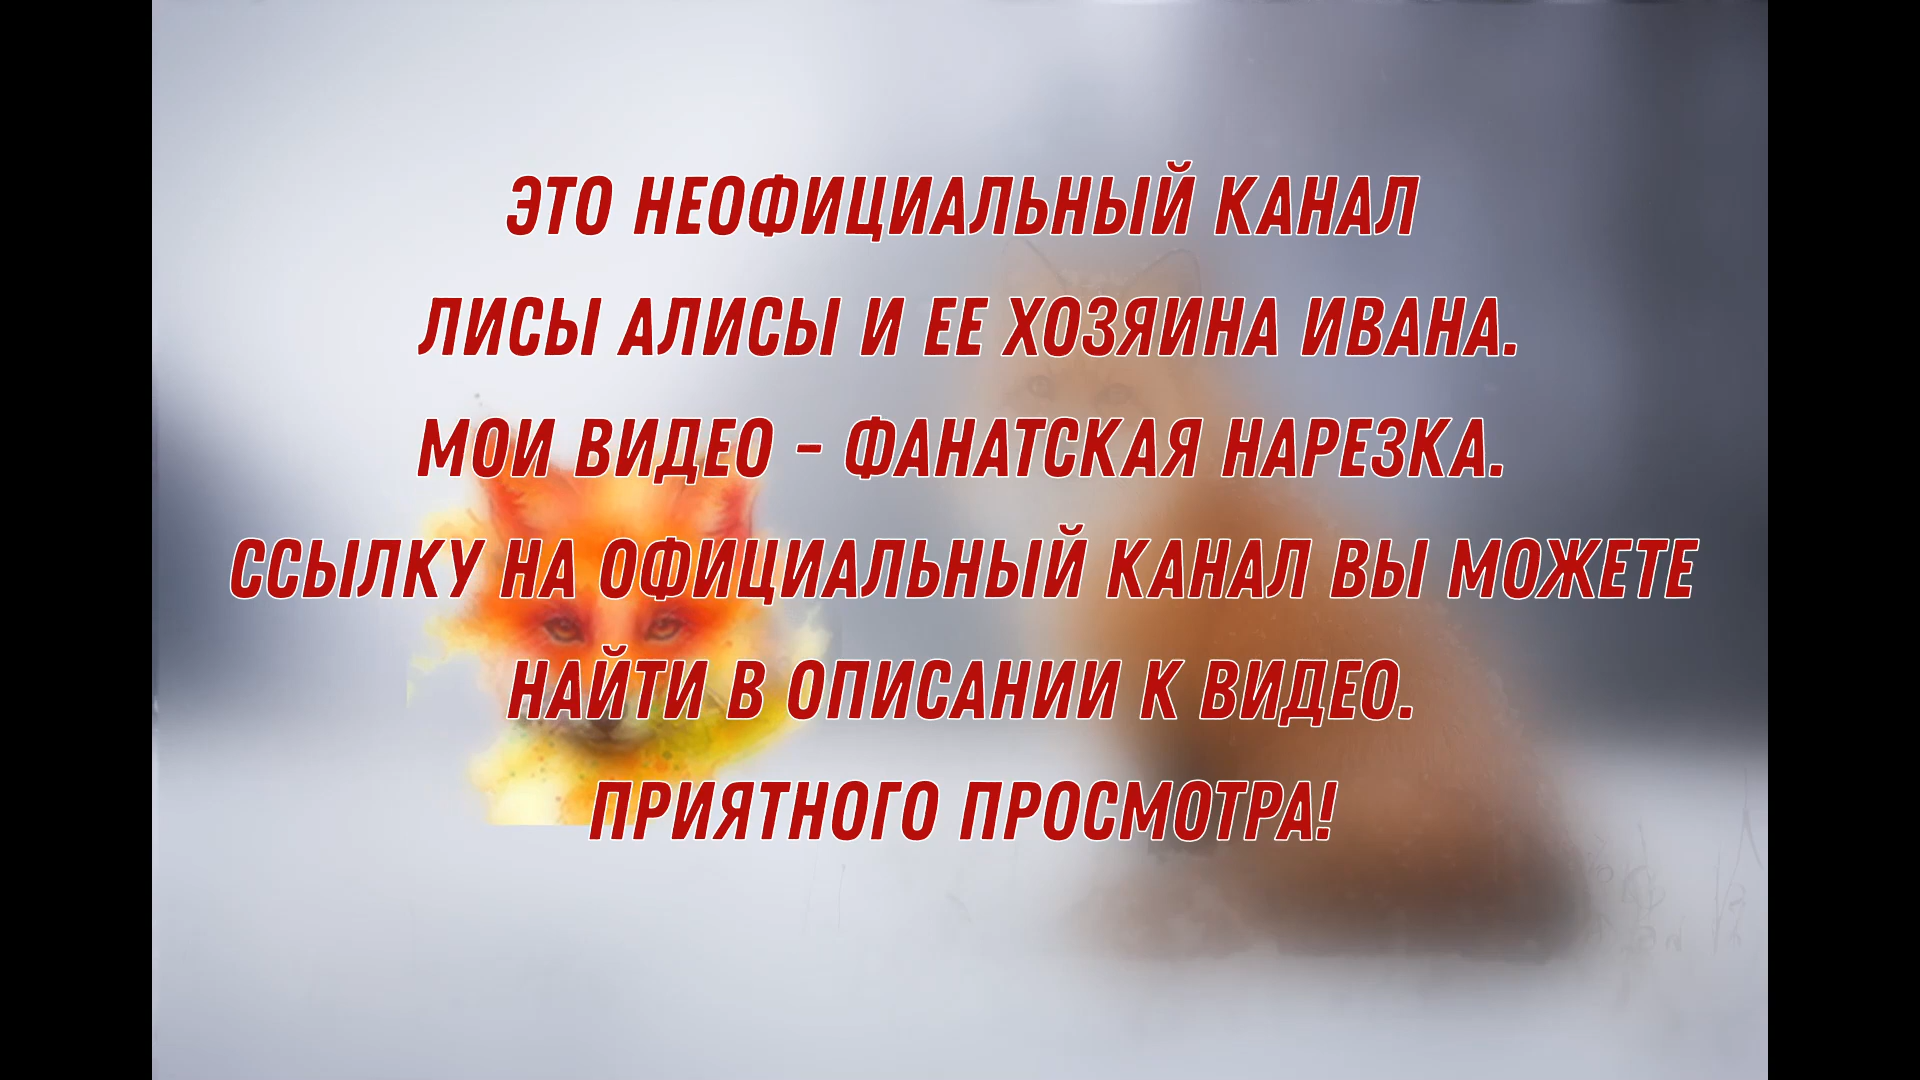 ЭТО НЕОФИЦИАЛЬНЫЙ КАНАЛ
ЛИСЫ АЛИСЫ И ЕЕ ХОЗЯИНА ИВАНА.
МОИ ВИДЕО - ФАНАТСКАЯ НАРЕЗКА.
ССЫЛКУ НА ОФИЦИАЛЬНЫЙ КАНАЛ ВЫ МОЖЕТЕ
НАЙТИ В ОПИСАНИИ К ВИДЕО.
ПРИЯТНОГО ПРОСМОТРА!